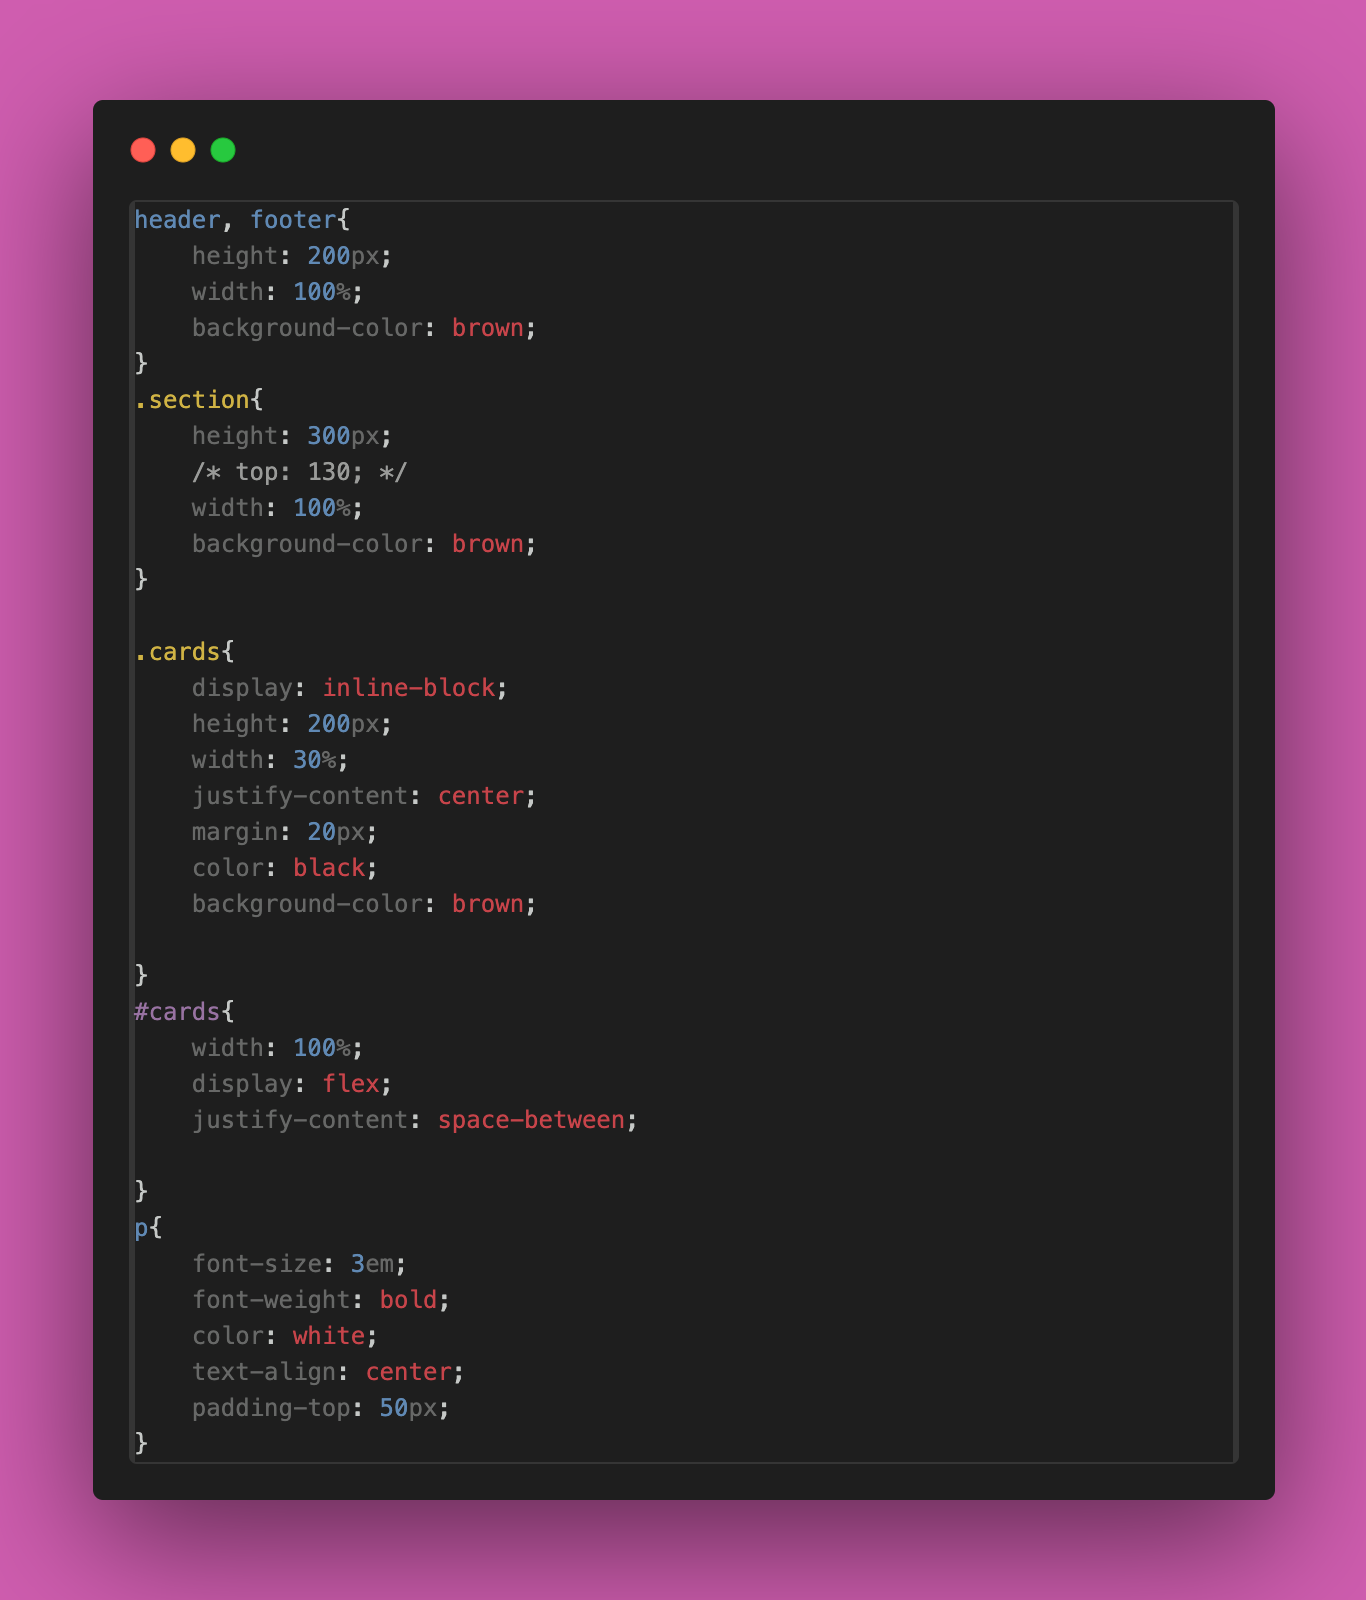 header, footer{
    height: 200px;
    width: 100%;
    background-color: brown;
}
.section{
    height: 300px;
    /* top: 130; */
    width: 100%;
    background-color: brown;
}

.cards{
    display: inline-block;
    height: 200px;
    width: 30%;
    justify-content: center;
    margin: 20px;
    color: black;
    background-color: brown;

}
#cards{
    width: 100%;
    display: flex;
    justify-content: space-between;

}
p{
    font-size: 3em;
    font-weight: bold;
    color: white;
    text-align: center;
    padding-top: 50px;
}